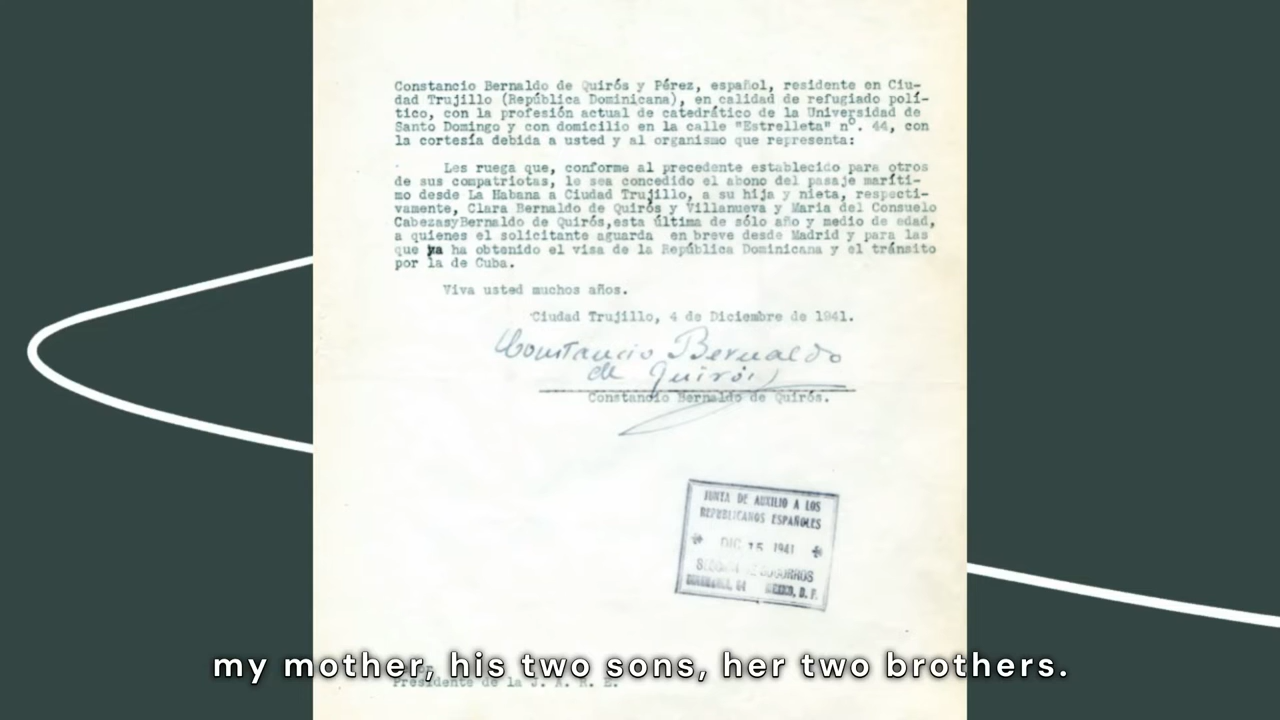 Constancio Bernaldo de Quirós y Pérez, español, residente en Ciu-
dad Trujillo (República Dominicana), en calidad de refugiado polí-
tico, con la profesión actual de catedrático de la Universidad de
Santo Domingo y con domicilio en la calle "Estrelleta" nº. 44, con
la cortesía debida a usted y al organismo que representa:
Les ruega que, conforme al precedente establecido para otros
de sus compatriotas, le sea concedido el abono del pasaje maríti-
mo desde La Habana a Ciudad Trujillo, a su hija y nieta, respecti-
vamente, Clara Bernaldo de Quirós y Villanueva y Maria del Consuelo
CabezasyBernaldo de Quirós,esta última de sólo año y medio de edad,
a quienes el solicitante aguarda en breve desde Madrid y para las
que ya ha obtenido el visa de la República Dominicana y el tránsito
por la de Cuba.
Viva usted muchos años.
Ciudad Trujillo, 4 de Diciembre de 1941.
Constancio Bernaldo
de Quirós
Constancio Bernaldo de Quirós.
JUNTA DE AUXILIO A LOS
REPUBLICANOS ESPAÑOLES
DIC 15 1941
SOCORROS
64 MEXICO, D. F.
my mother, his two sons, her two brothers.
Presidente de la J. A. R. E.